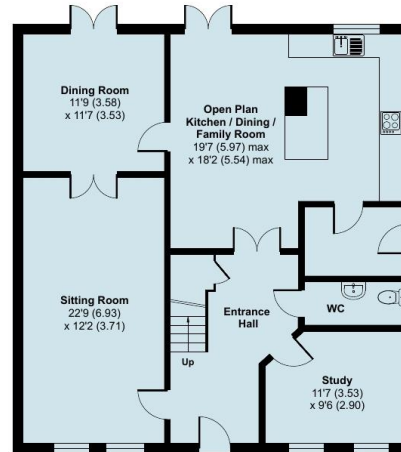 Dining Room
11'9 (3.58)
x 11'7 (3.53)
Open Plan
Kitchen / Dining /
Family Room
19'7 (5.97) max
x 18'2 (5.54) max
Sitting Room
22'9 (6.93)
x 12'2 (3.71)
Entrance
Hall
WC
Up
Study
11'7 (3.53)
x 9'6 (2.90)